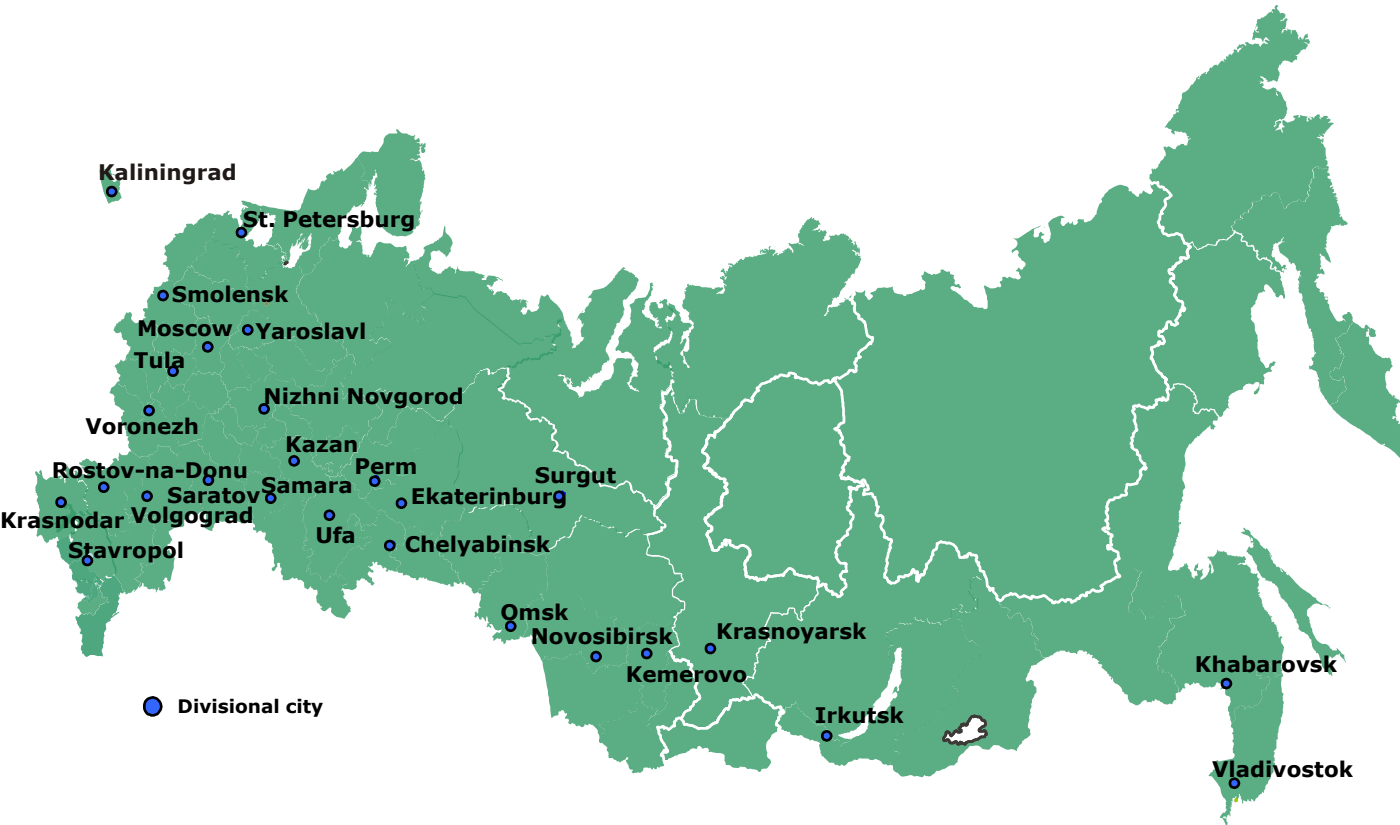 Kaliningrad
St. Petersburg
Smolensk
Moscow
Yaroslavl
Tula
Nizhni Novgorod
Voronezh
Kazan
Rostov-na-Donu
Perm
Surgut
Saratov
Samara
Ekaterinburg
Krasnodar
Volgograd
Ufa
Stavropol
Chelyabinsk
Omsk
Novosibirsk
Krasnoyarsk
Kemerovo
Khabarovsk
Divisional city
Irkutsk
Vladivostok